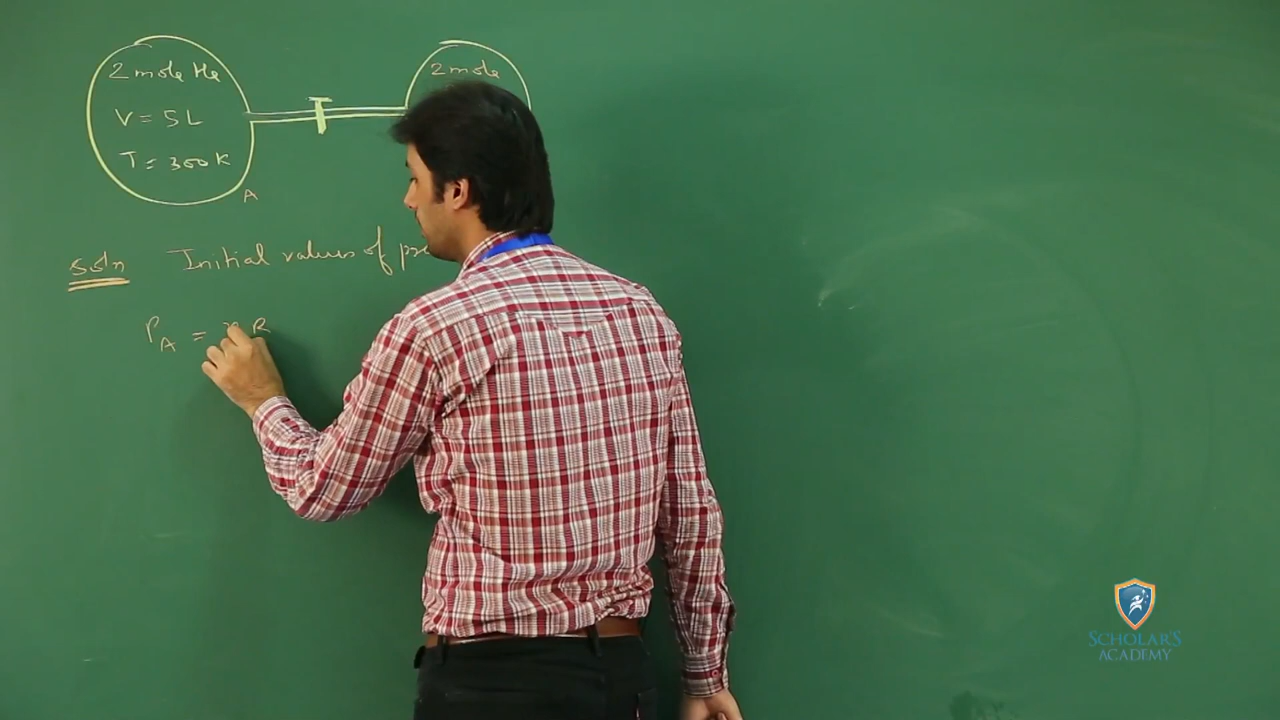 2 mole He
V = 5L
T = 300 K
A
2 mole
Soln Initial values of pre
P_A = n R
SCHOLAR'S
ACADEMY